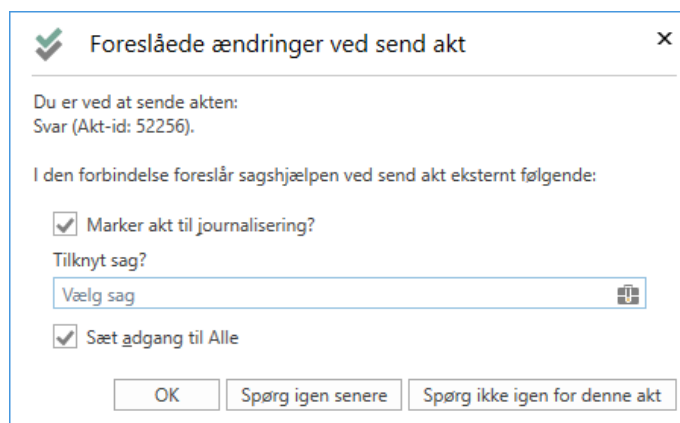 Foreslåede ændringer ved send akt
Du er ved at sende akten:
Svar (Akt-id: 52256).
I den forbindelse foreslår sagshjælpen ved send akt eksternt følgende:
Marker akt til journalisering?
Tilknyt sag?
Vælg sag
Sæt adgang til Alle
OK Spørg igen senere Spørg ikke igen for denne akt